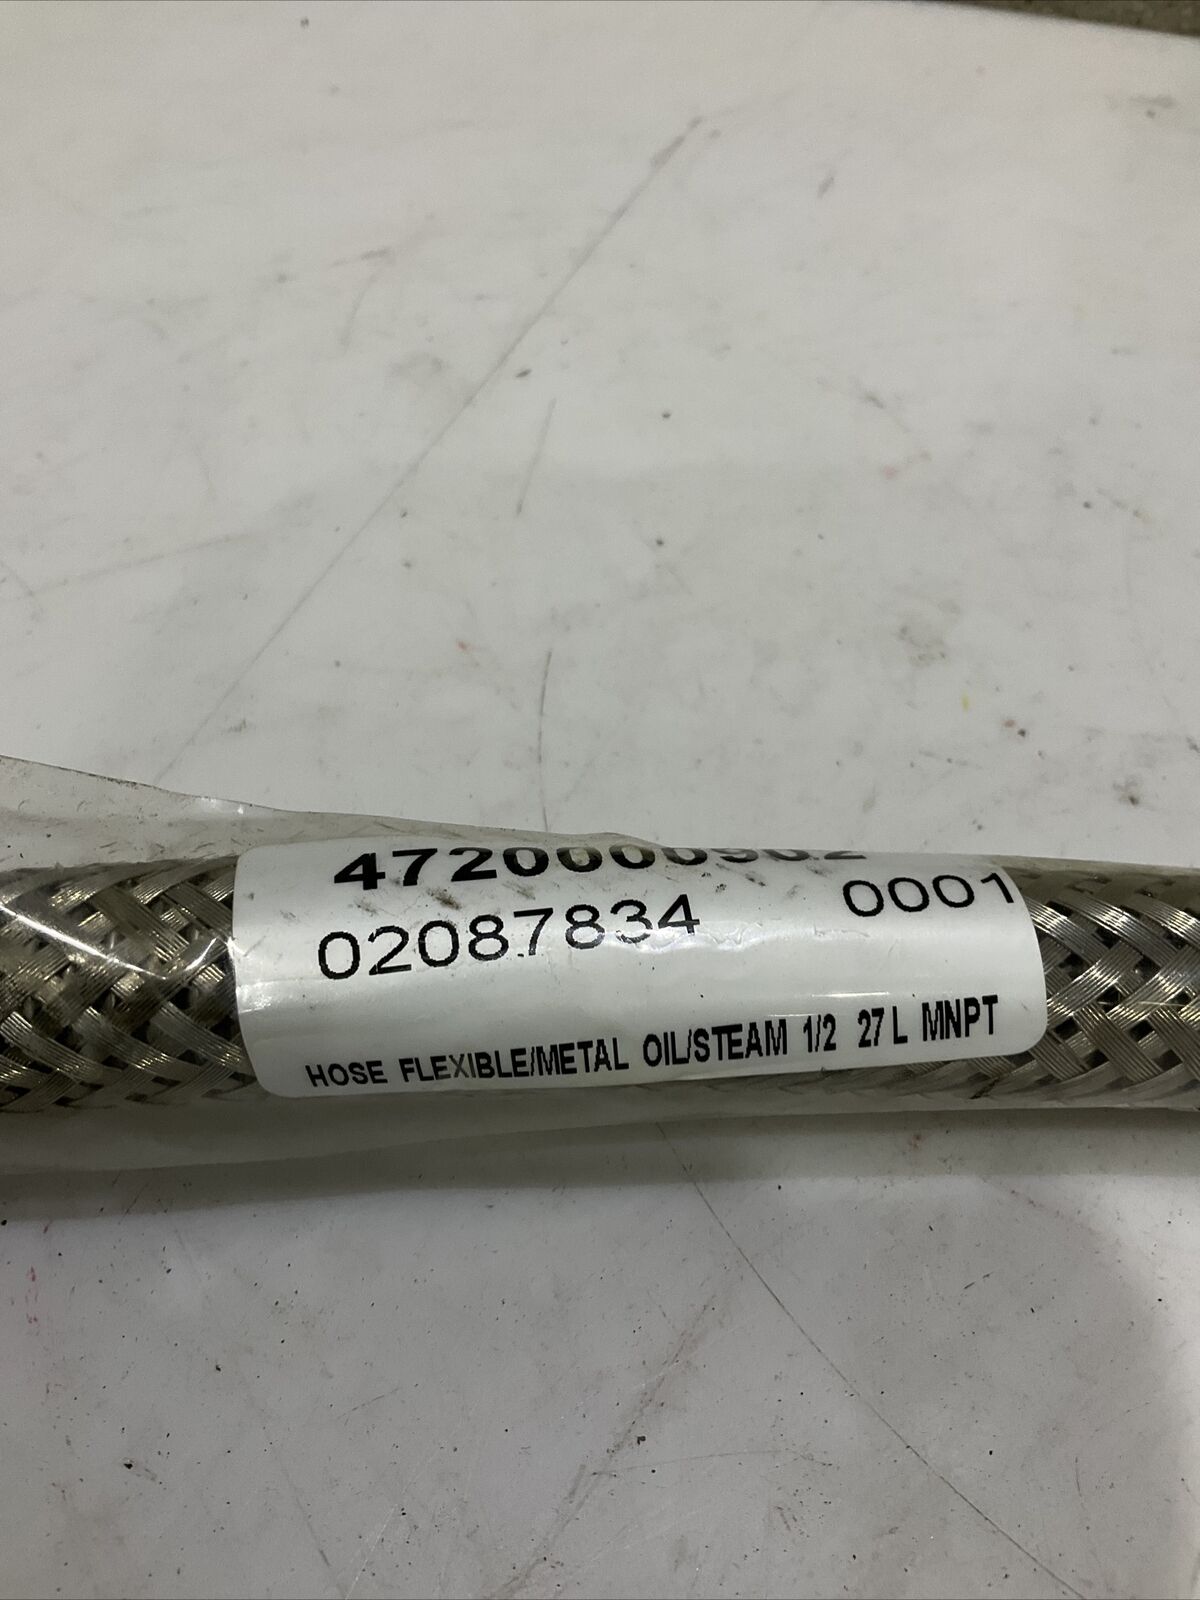 02087834 0001
HOSE FLEXIBLE/METAL OIL/STEAM 1/2 27 L MNPT